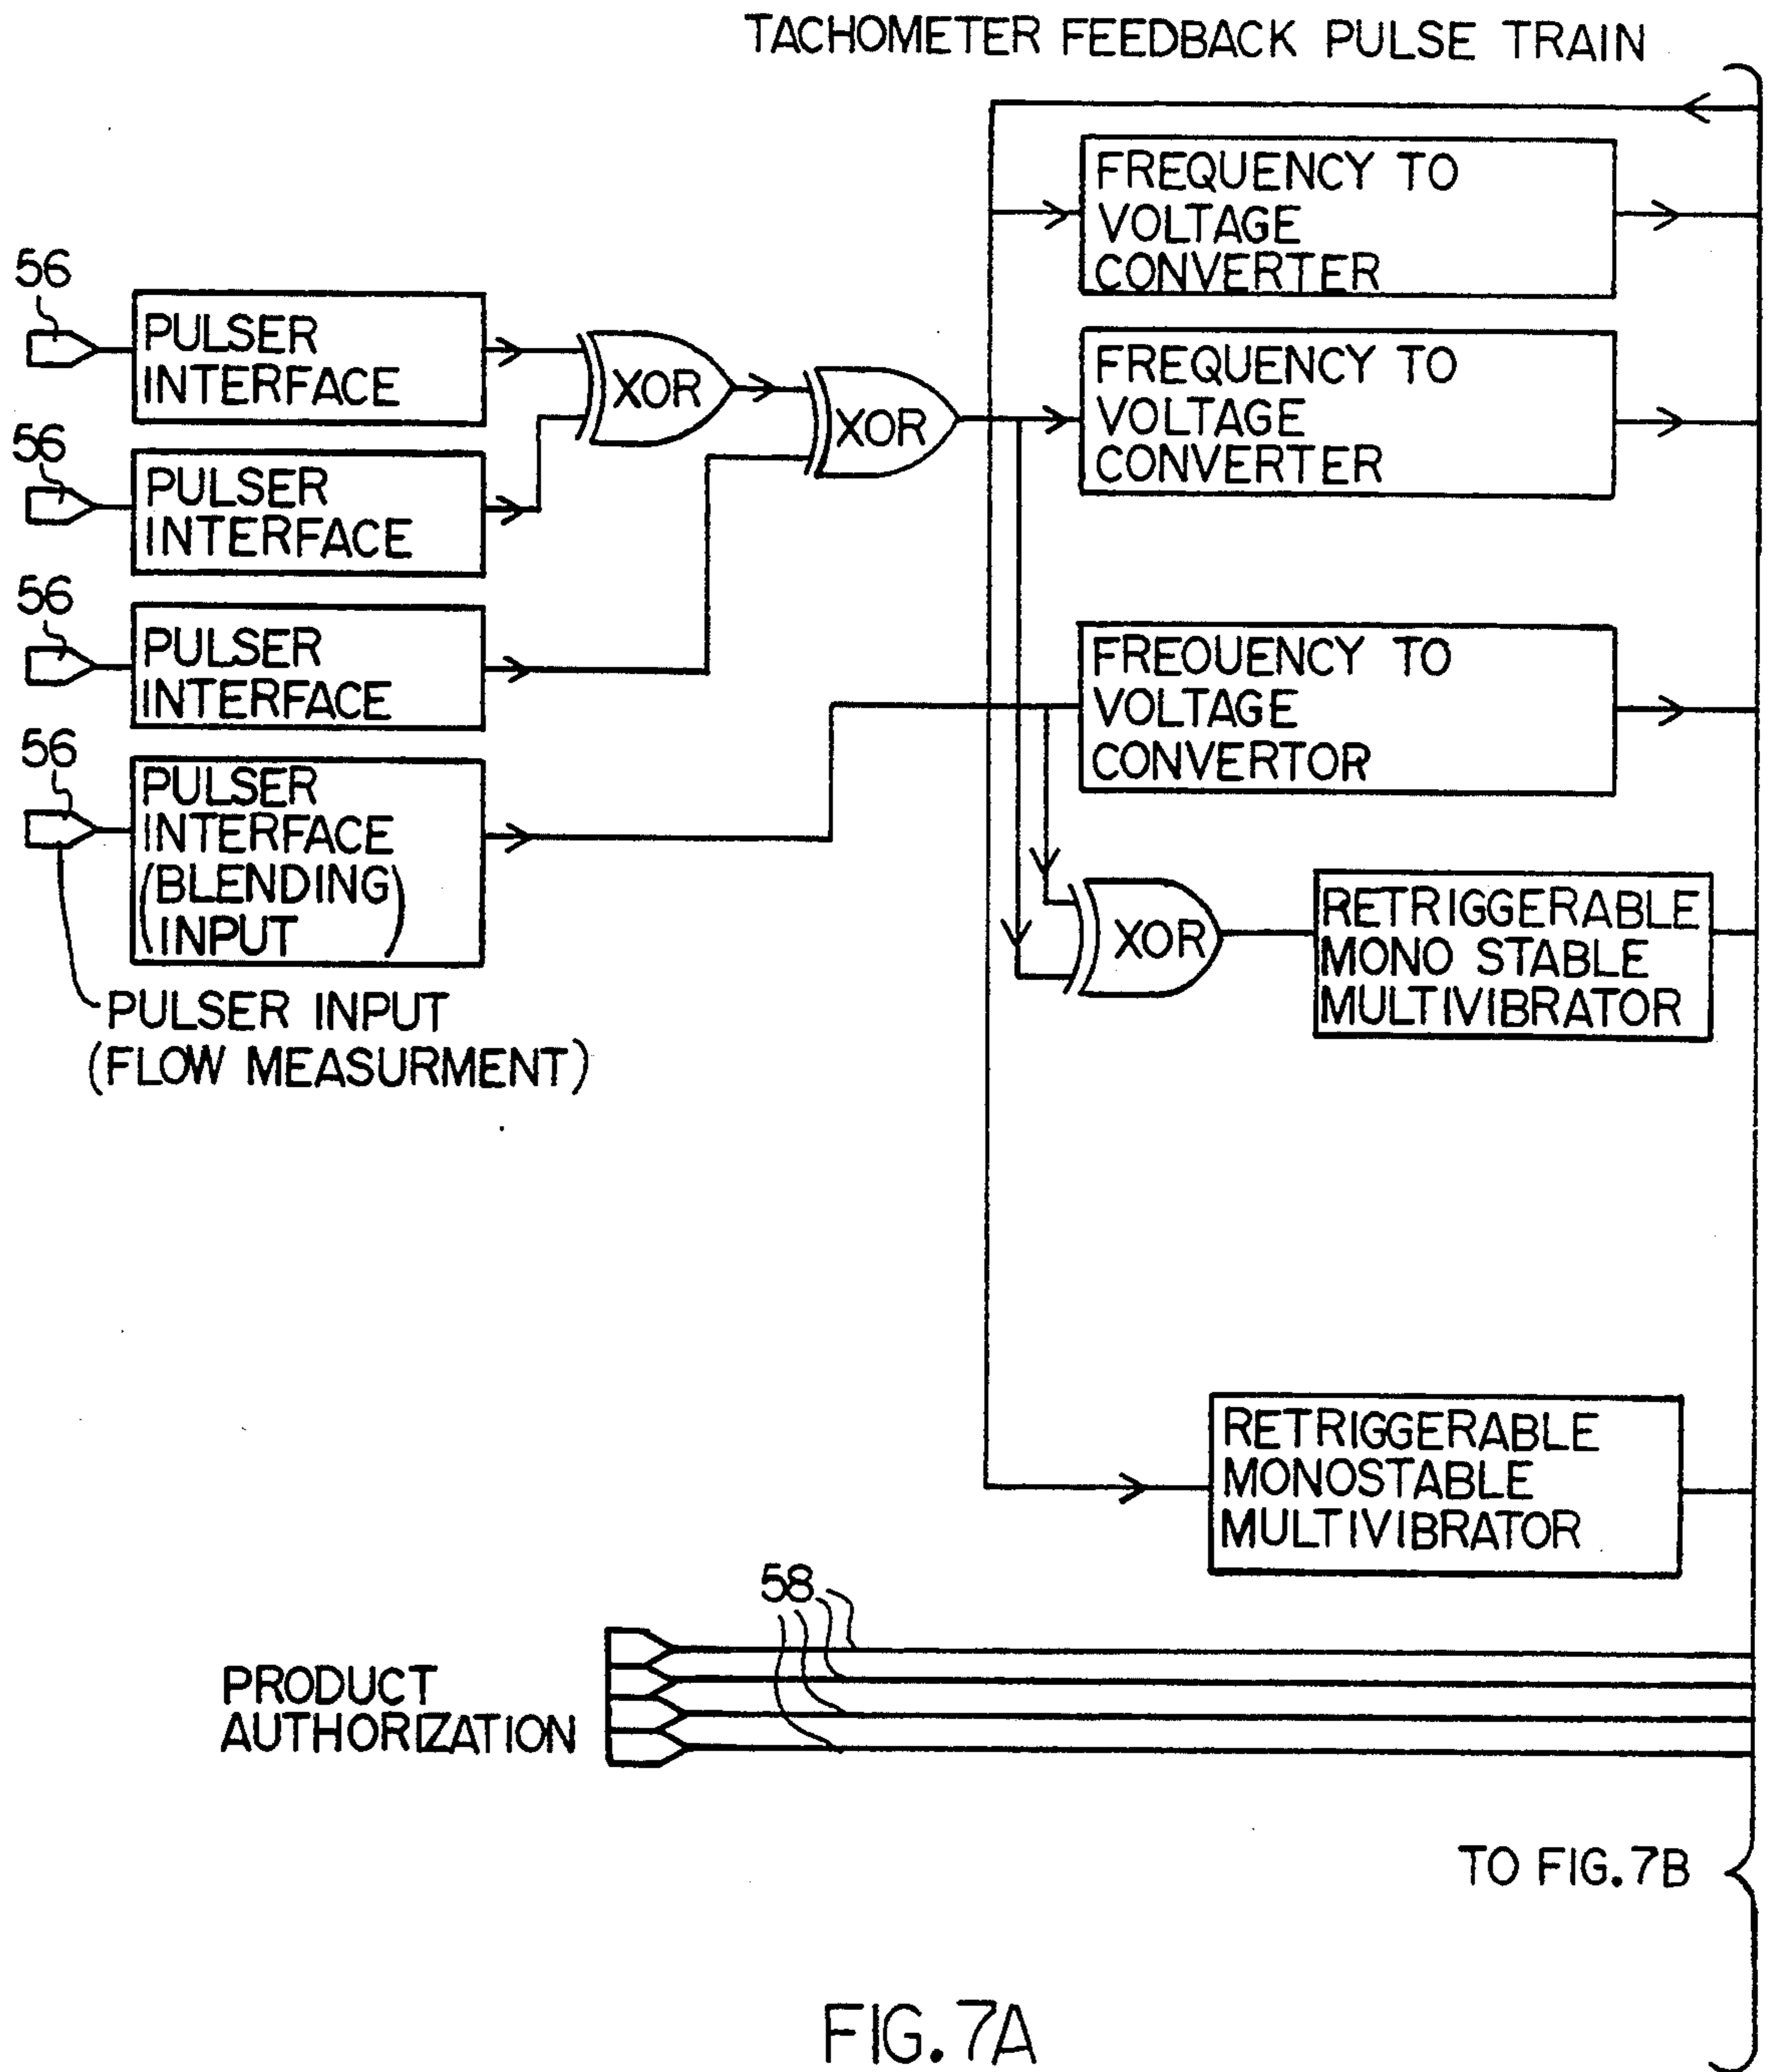 TACHOMETER FEEDBACK PULSE TRAIN
FREQUENCY TO
VOLTAGE
CONVERTER
56
PULSER
INTERFACE
XOR
XOR
FREQUENCY TO
VOLTAGE
CONVERTER
56
PULSER
INTERFACE
56
PULSER
INTERFACE
FREOUENCY TO
VOLTAGE
CONVERTOR
56
PULSER
INTERFACE
(BLENDING)
(INPUT)
XOR
RETRIGGERABLE
MONO STABLE
MULTIVIBRATOR
PULSER INPUT
(FLOW MEASURMENT)
RETRIGGERABLE
MONOSTABLE
MULTIVIBRATOR
58
PRODUCT
AUTHORIZATION
TO FIG.7B
FIG.7A